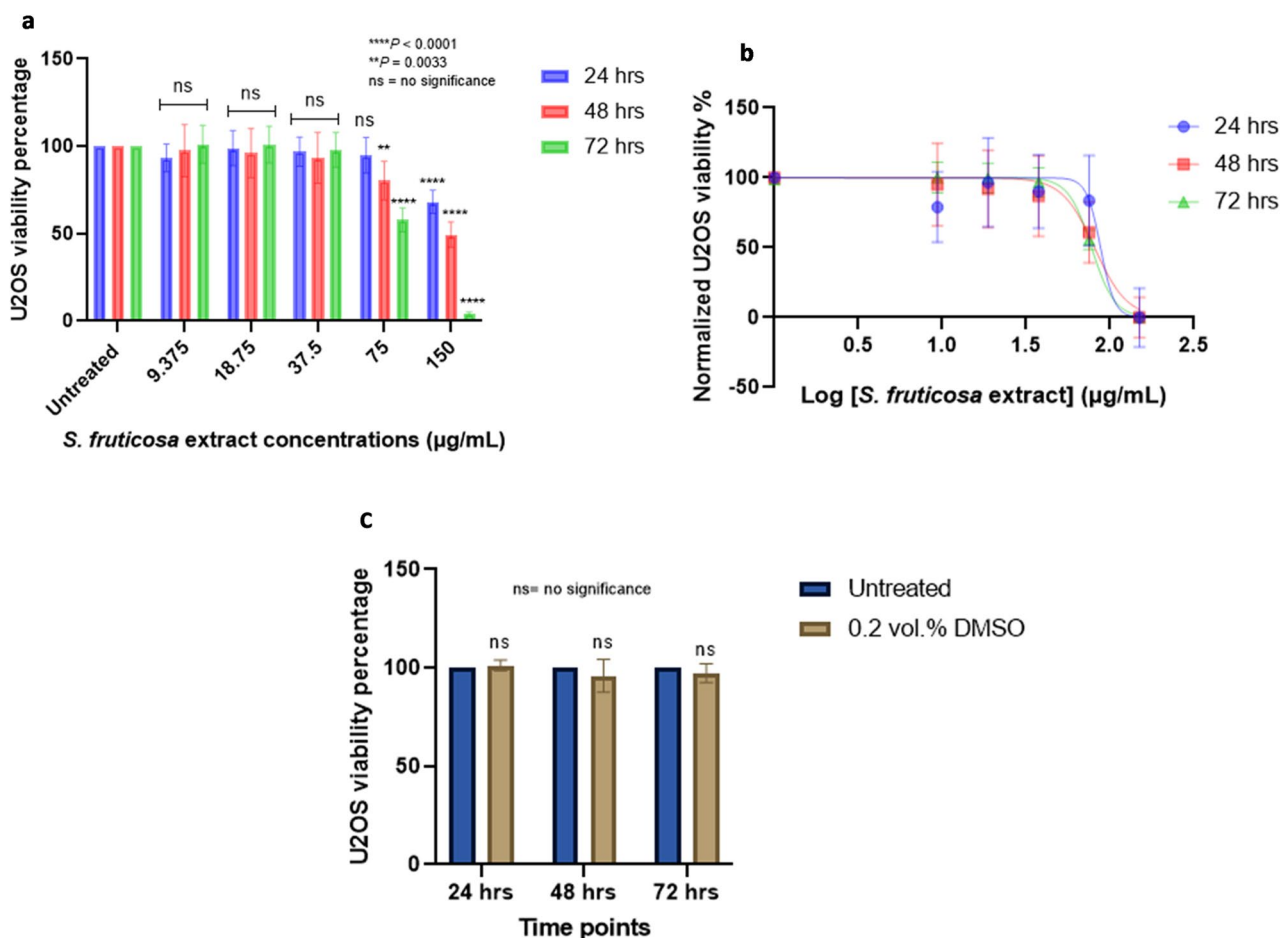 a
****P < 0.0001
**P = 0.0033
ns = no significance
24 hrs
48 hrs
72 hrs
U2OS viability percentage
150
100
50
0
ns
ns
ns
ns
**
****
****
****
****
Untreated
9.375
18.75
37.5
75
150
S. fruticosa extract concentrations (µg/mL)
b
Normalized U2OS viability %
150
100
50
0
-50
0.5
1.0
1.5
2.0
2.5
Log [S. fruticosa extract] (µg/mL)
24 hrs
48 hrs
72 hrs
c
U2OS viability percentage
150
100
50
0
ns= no significance
ns
ns
ns
24 hrs
48 hrs
72 hrs
Time points
Untreated
0.2 vol.% DMSO